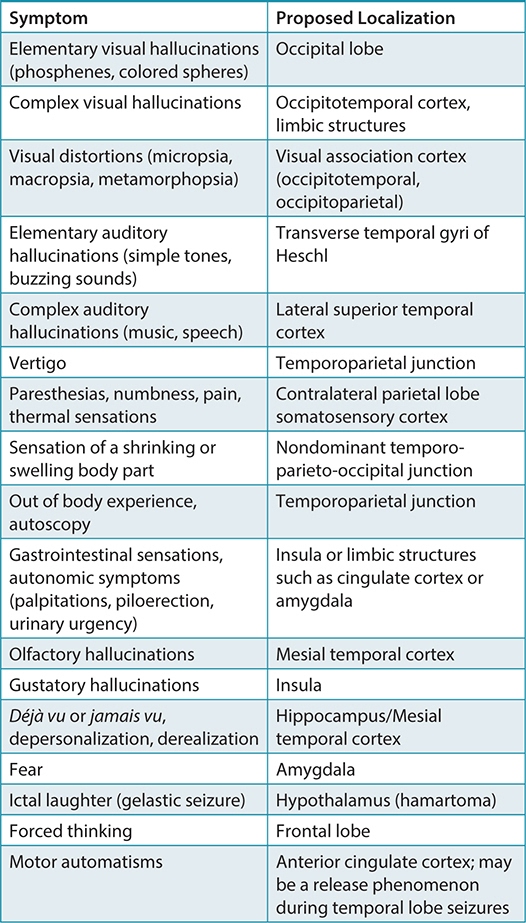 Symptom Proposed Localization
Elementary visual hallucinations Occipital lobe
(phosphenes, colored spheres)
Complex visual hallucinations Occipitotemporal cortex,
limbic structures
Visual distortions (micropsia, Visual association cortex
macropsia, metamorphopsia) (occipitotemporal,
occipitoparietal)
Elementary auditory Transverse temporal gyri of
hallucinations (simple tones, Heschl
buzzing sounds)
Complex auditory Lateral superior temporal
hallucinations (music, speech) cortex
Vertigo Temporoparietal junction
Paresthesias, numbness, pain, Contralateral parietal lobe
thermal sensations somatosensory cortex
Sensation of a shrinking or Nondominant temporo-
swelling body part parieto-occipital junction
Out of body experience, Temporoparietal junction
autoscopy
Gastrointestinal sensations, Insula or limbic structures
autonomic symptoms such as cingulate cortex or
(palpitations, piloerection, amygdala
urinary urgency)
Olfactory hallucinations Mesial temporal cortex
Gustatory hallucinations Insula
Déjà vu or jamais vu, Hippocampus/Mesial
depersonalization, derealization temporal cortex
Fear Amygdala
Ictal laughter (gelastic seizure) Hypothalamus (hamartoma)
Forced thinking Frontal lobe
Motor automatisms Anterior cingulate cortex; may
be a release phenomenon
during temporal lobe seizures